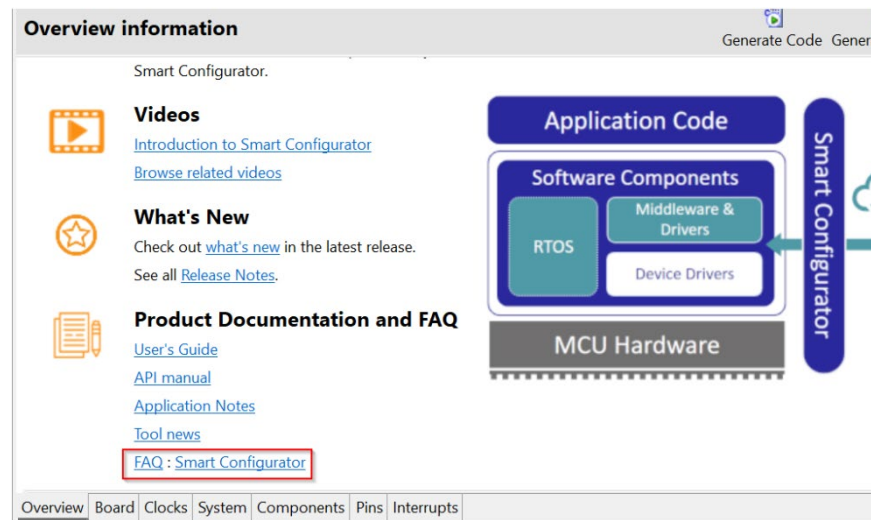 Overview information
Generate Code Gener
Smart Configurator.
Videos
Introduction to Smart Configurator
Browse related videos
What's New
Check out what's new in the latest release.
See all Release Notes.
Product Documentation and FAQ
User's Guide
API manual
Application Notes
Tool news
FAQ : Smart Configurator
Application Code
Software Components
RTOS
Middleware &
Drivers
Device Drivers
MCU Hardware
Smart Configurator
Overview Board Clocks System Components Pins Interrupts